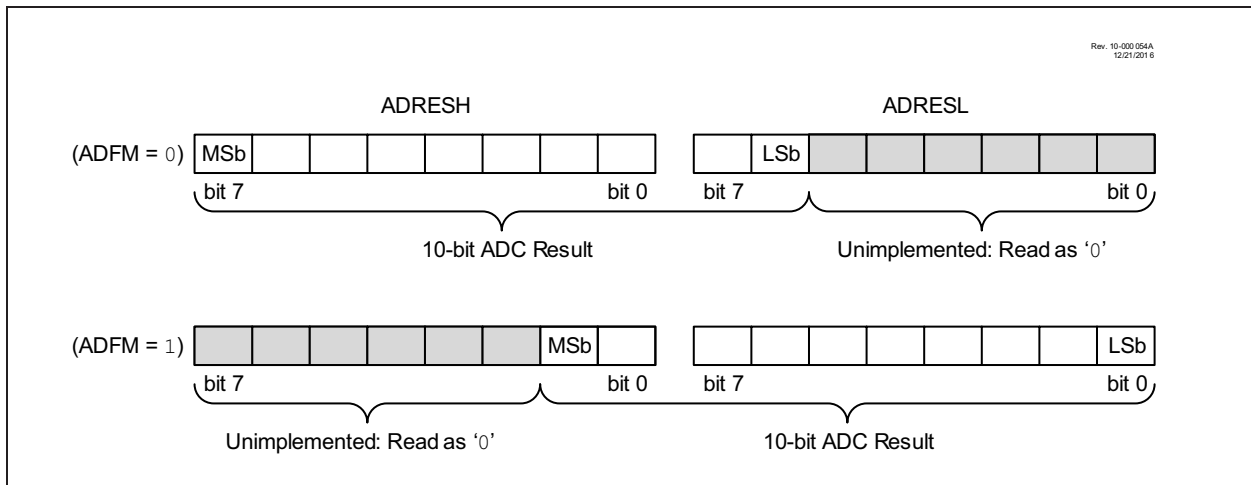 Rev. 10-000 054A
12/21/201 6
ADRESH ADRESL
(ADFM = 0) MSb LSb
bit 7 bit 0 bit 7 bit 0
10-bit ADC Result Unimplemented: Read as ‘0’
(ADFM = 1) MSb LSb
bit 7 bit 0 bit 7 bit 0
Unimplemented: Read as ‘0’ 10-bit ADC Result